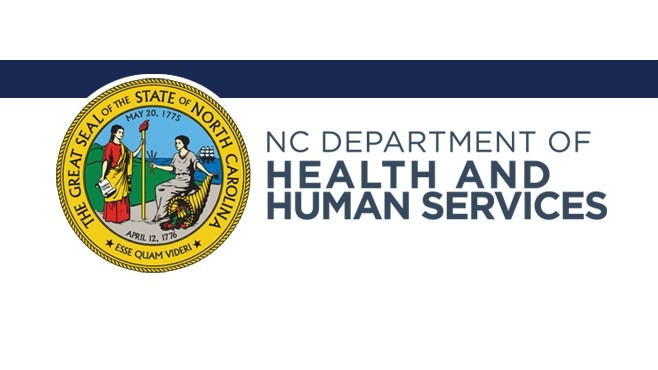 THE GREAT SEAL OF THE STATE OF NORTH CAROLINA
MAY 20, 1775
APRIL 12, 1776
★ ESSE QUAM VIDERI ★
NC DEPARTMENT OF
HEALTH AND
HUMAN SERVICES